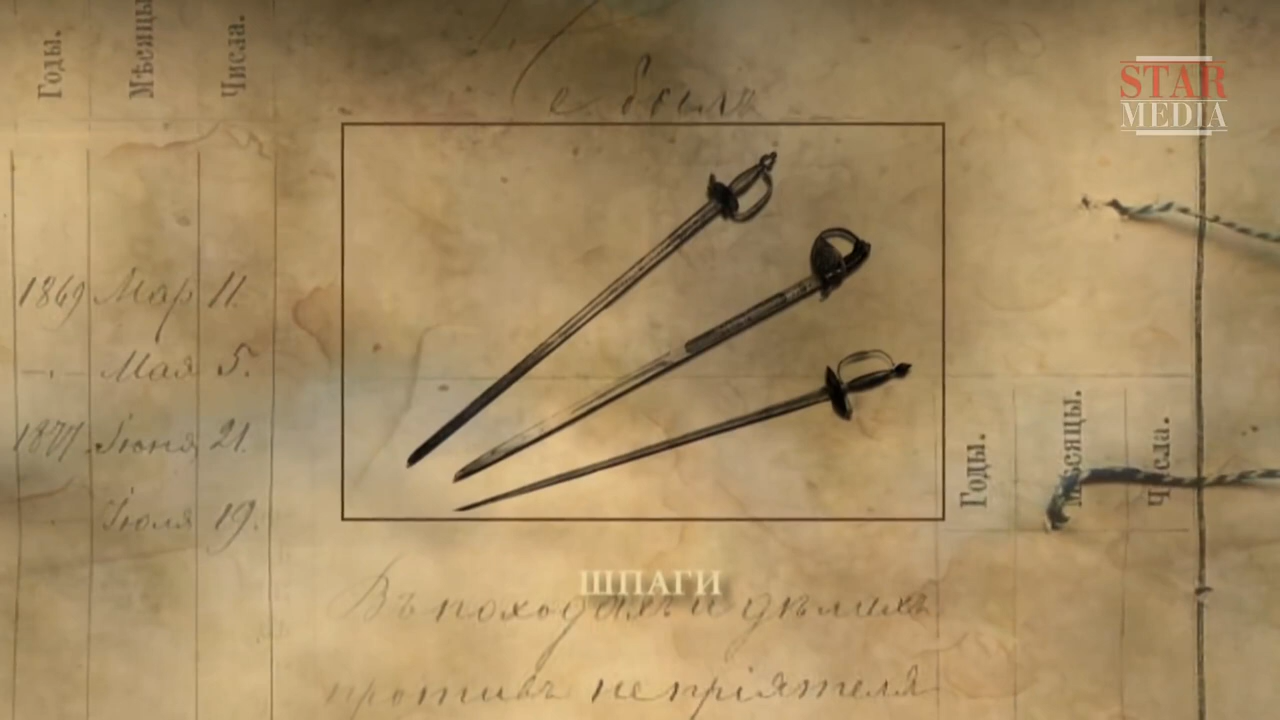 Годы.
Мѣсяцы
Числа.
STAR
MEDIA
1869 Мар 11.
— Мая 5.
1877 Іюня 21.
Іюля 19.
Годы.
Мѣсяцы.
Числа.
ШПАГИ
Въ походахъ и дѣлахъ
противъ непріятеля